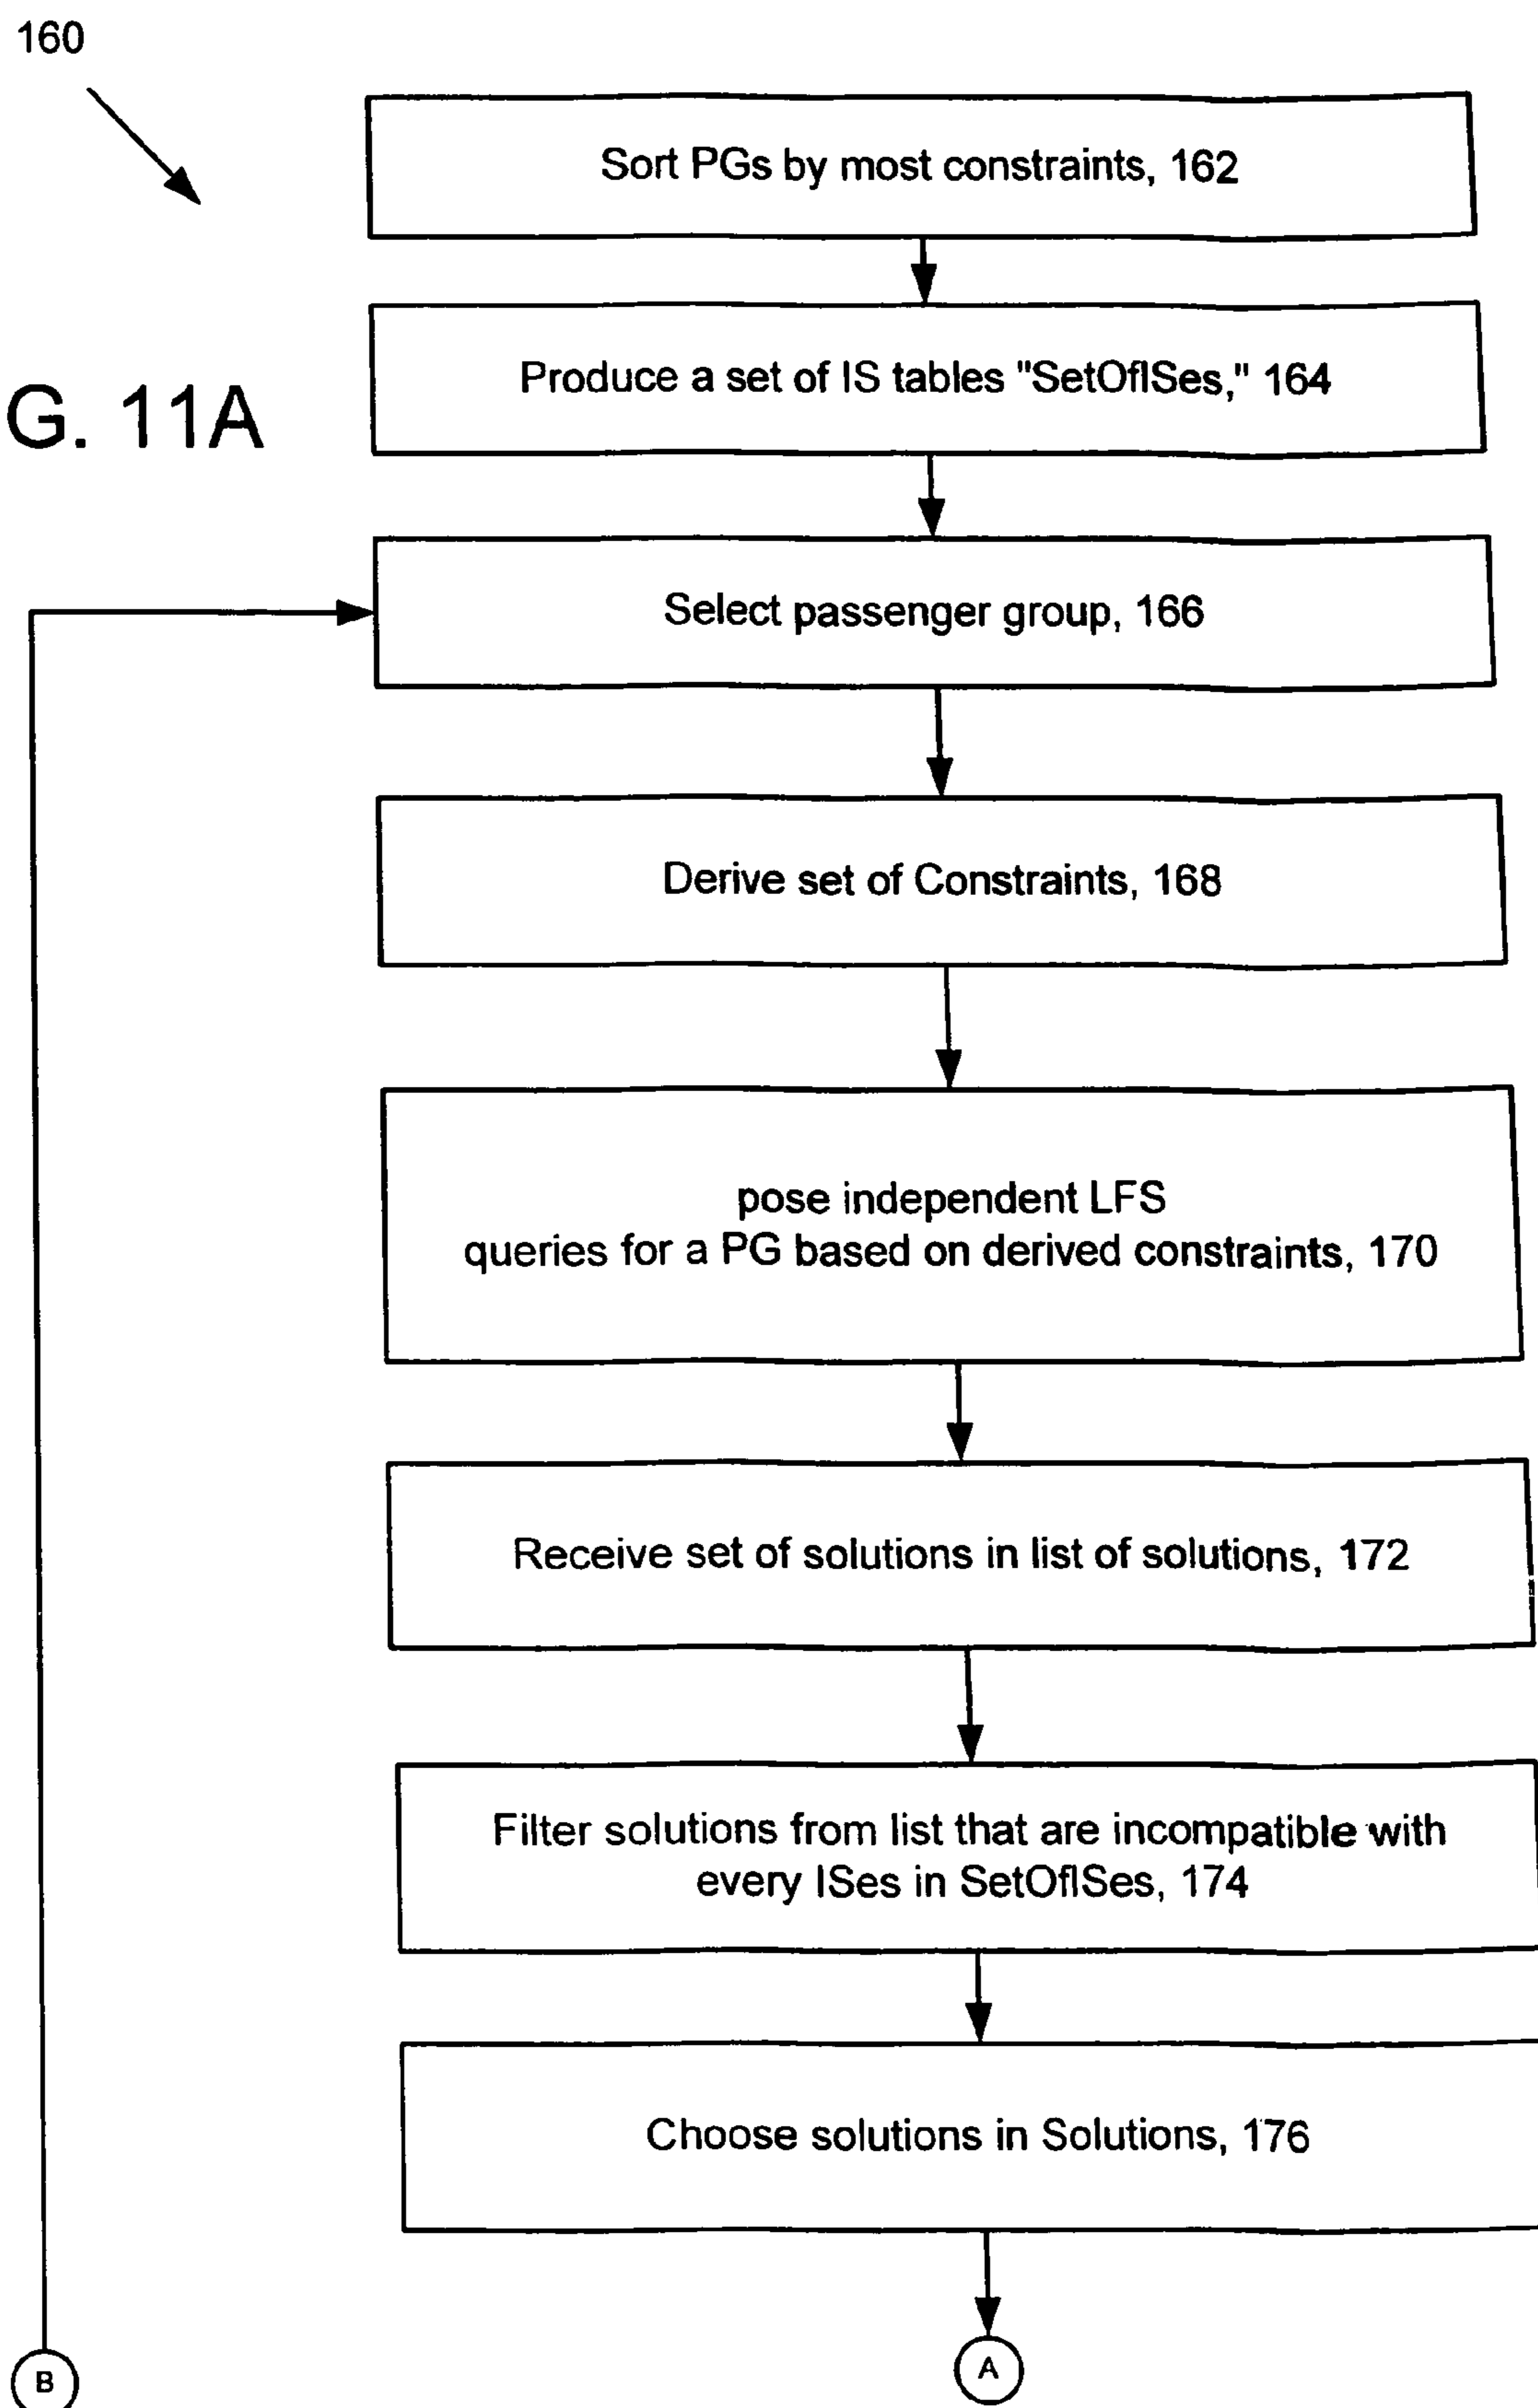 160
Sort PGs by most constraints, 162
Produce a set of IS tables "SetOfISes," 164
G. 11A
Select passenger group, 166
Derive set of Constraints, 168
pose independent LFS
queries for a PG based on derived constraints, 170
Receive set of solutions in list of solutions, 172
Filter solutions from list that are incompatible with
every ISes in SetOfISes, 174
Choose solutions in Solutions, 176
B
A